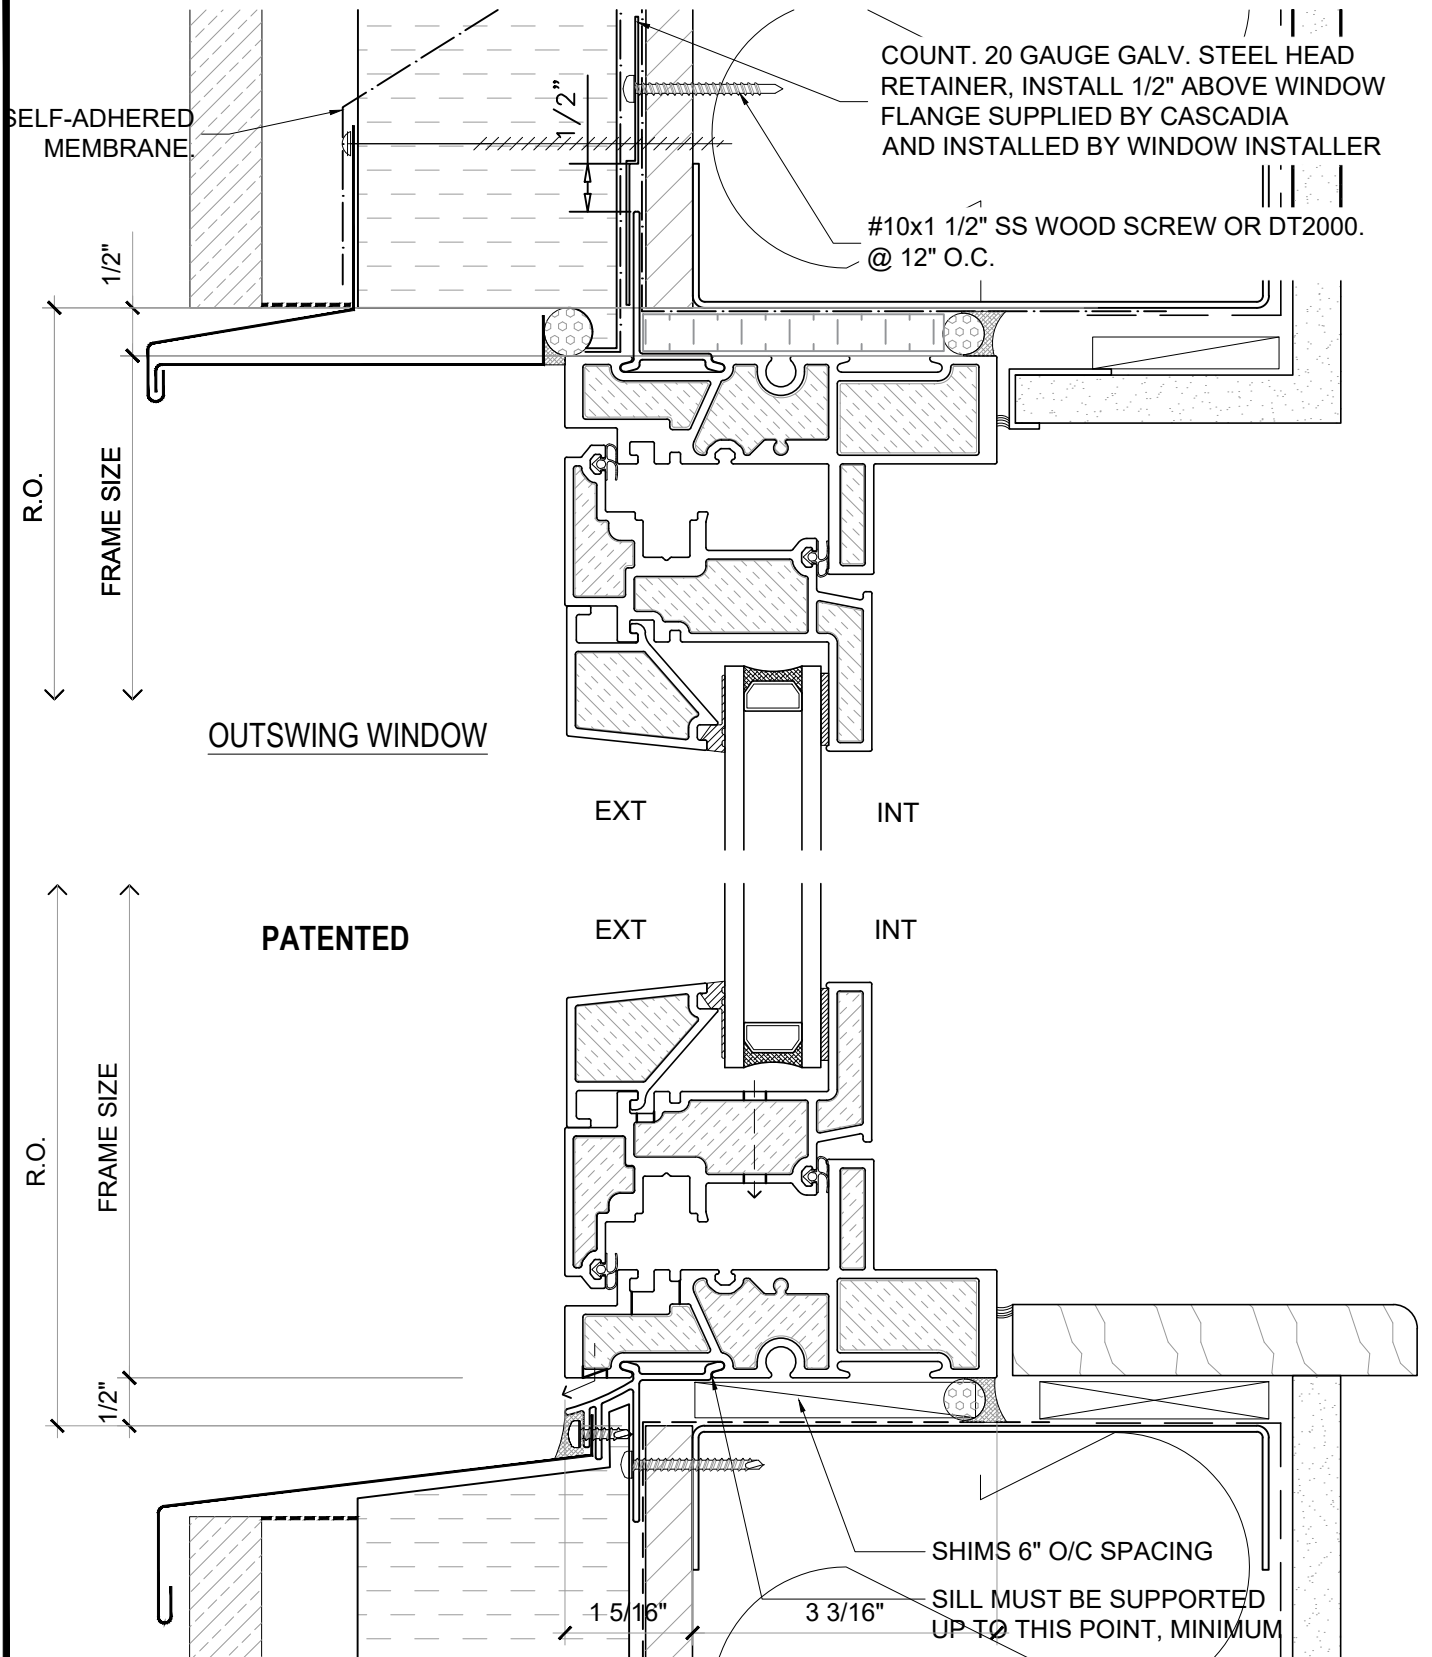 COUNT. 20 GAUGE GALV. STEEL HEAD
RETAINER, INSTALL 1/2" ABOVE WINDOW
FLANGE SUPPLIED BY CASCADIA
AND INSTALLED BY WINDOW INSTALLER
1/2"
SELF-ADHERED
MEMBRANE.
#10x1 1/2" SS WOOD SCREW OR DT2000.
@ 12" O.C.
1/2"
R.O.
FRAME SIZE
OUTSWING WINDOW
EXT
INT
PATENTED
EXT
INT
R.O.
FRAME SIZE
1/2"
SHIMS 6" O/C SPACING
SILL MUST BE SUPPORTED
UP TO THIS POINT, MINIMUM
1 5/16"
3 3/16"